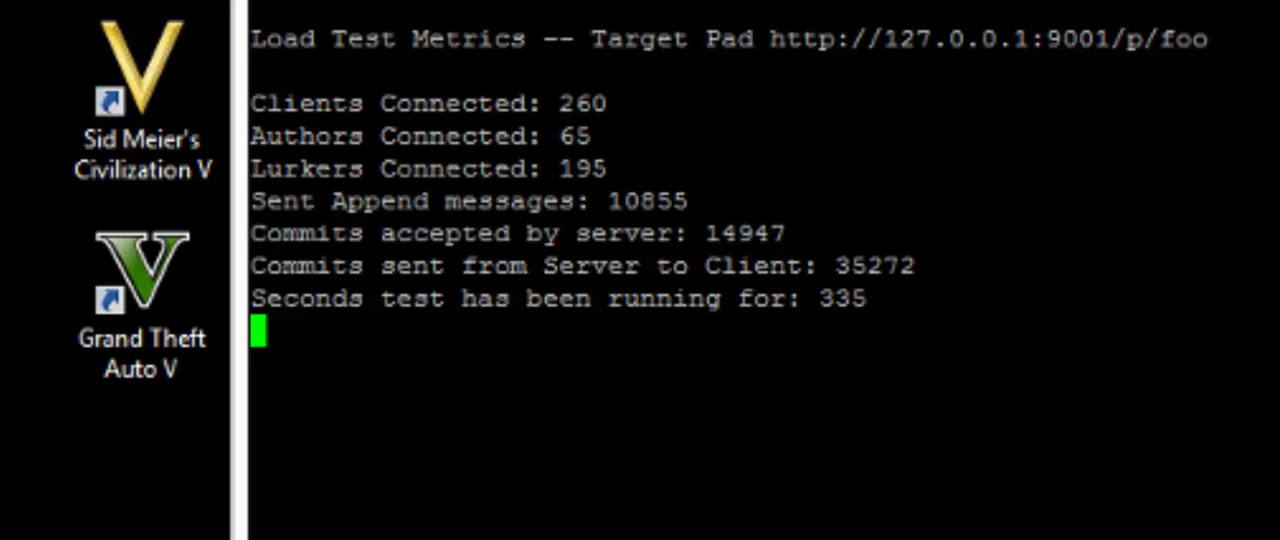 Sid Meier's
Civilization V
Grand Theft
Auto V
Load Test Metrics -- Target Pad http://127.0.0.1:9001/p/foo
Clients Connected: 260
Authors Connected: 65
Lurkers Connected: 195
Sent Append messages: 10855
Commits accepted by server: 14947
Commits sent from Server to Client: 35272
Seconds test has been running for: 335